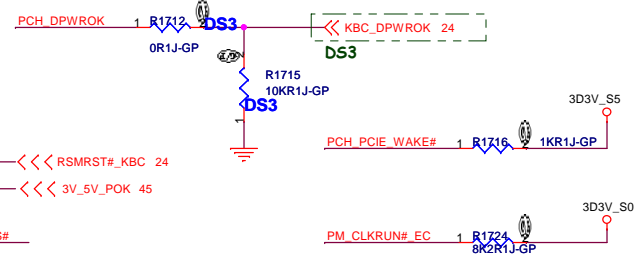 PCH_DPWROK 1 R1712 2 DS3 KBC_DPWROK 24
0R1J-GP DS3
2
R1715
10KR1J-GP
DS3
1
3D3V_S5
PCH_PCIE_WAKE# 1 R1716 2 1KR1J-GP
RSMRST#_KBC 24
3V_5V_POK 45
3D3V_S0
S# PM_CLKRUN#_EC 1 R1724 2
8K2R1J-GP